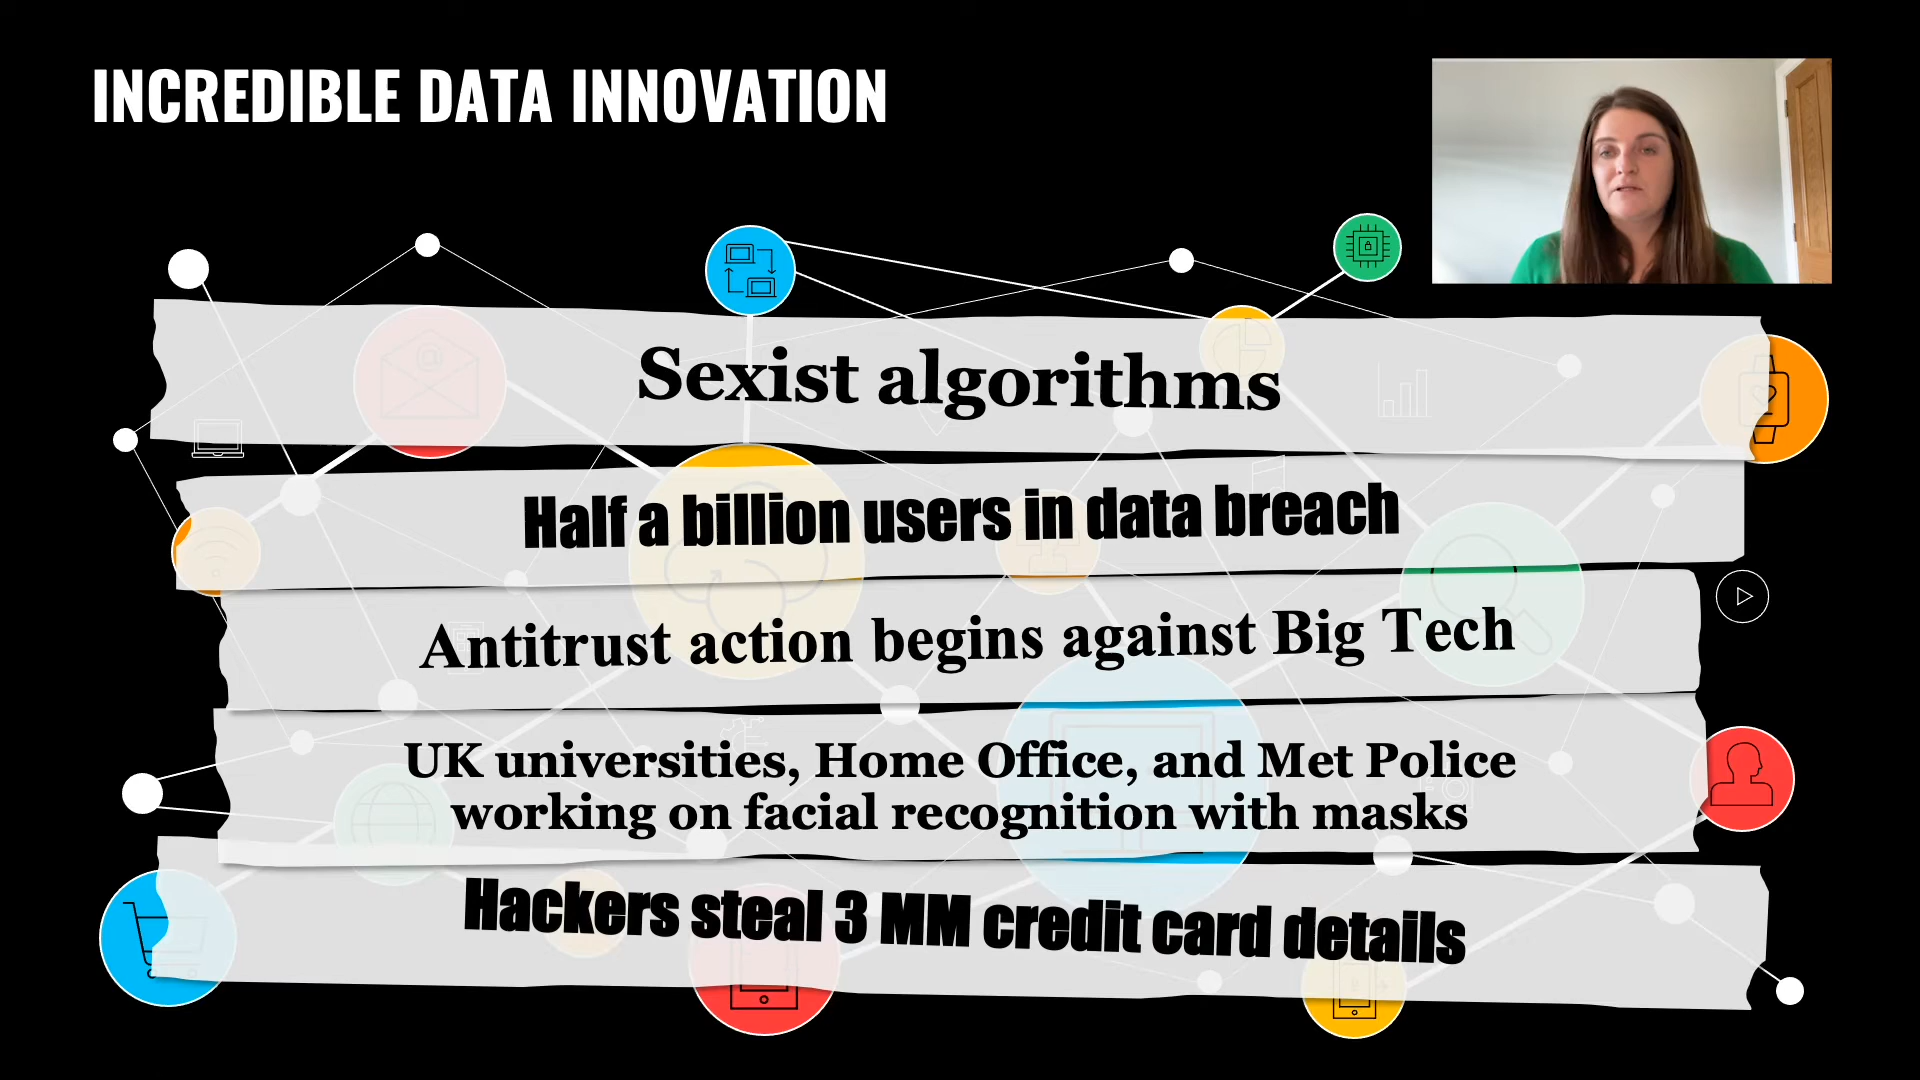 INCREDIBLE DATA INNOVATION
Sexist algorithms
Half a billion users in data breach
Antitrust action begins against Big Tech
UK universities, Home Office, and Met Police
working on facial recognition with masks
Hackers steal 3 MM credit card details